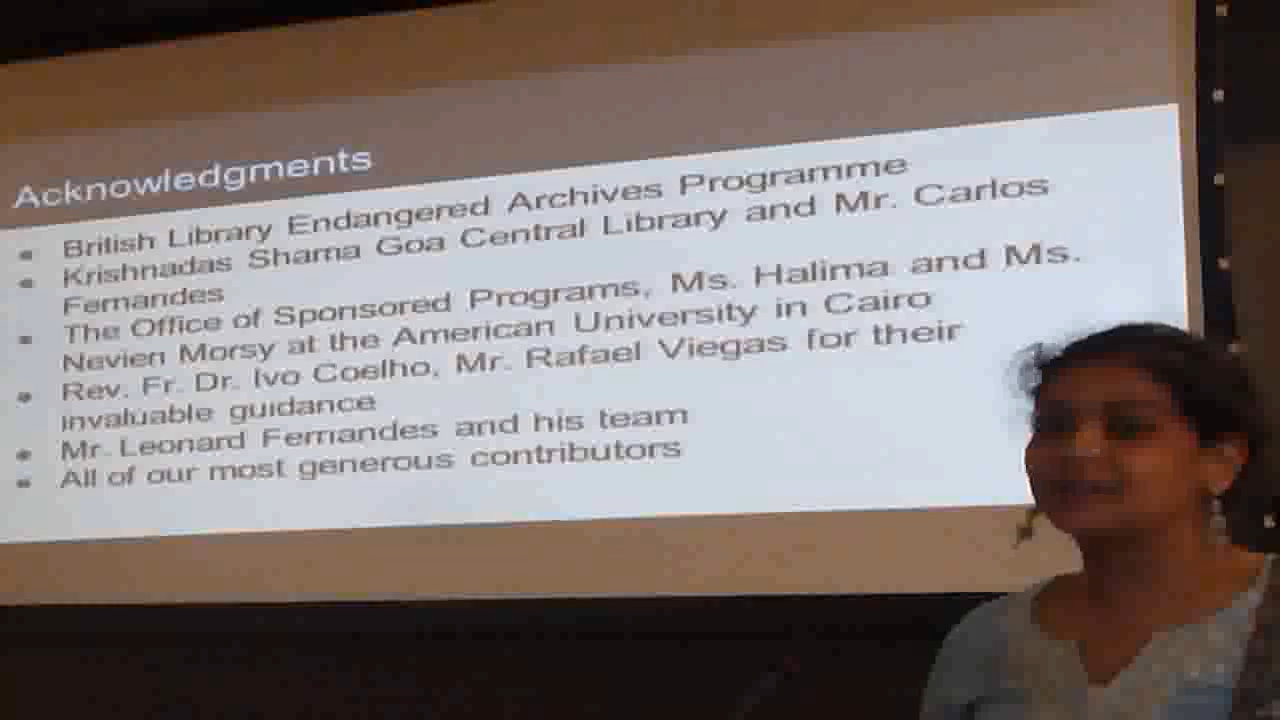 Acknowledgments
• British Library Endangered Archives Programme
• Krishnadas Shama Goa Central Library and Mr. Carlos
Fernandes
• The Office of Sponsored Programs, Ms. Halima and Ms.
Nevien Morsy at the American University in Cairo
• Rev. Fr. Dr. Ivo Coelho, Mr. Rafael Viegas for their
invaluable guidance
• Mr. Leonard Fernandes and his team
• All of our most generous contributors